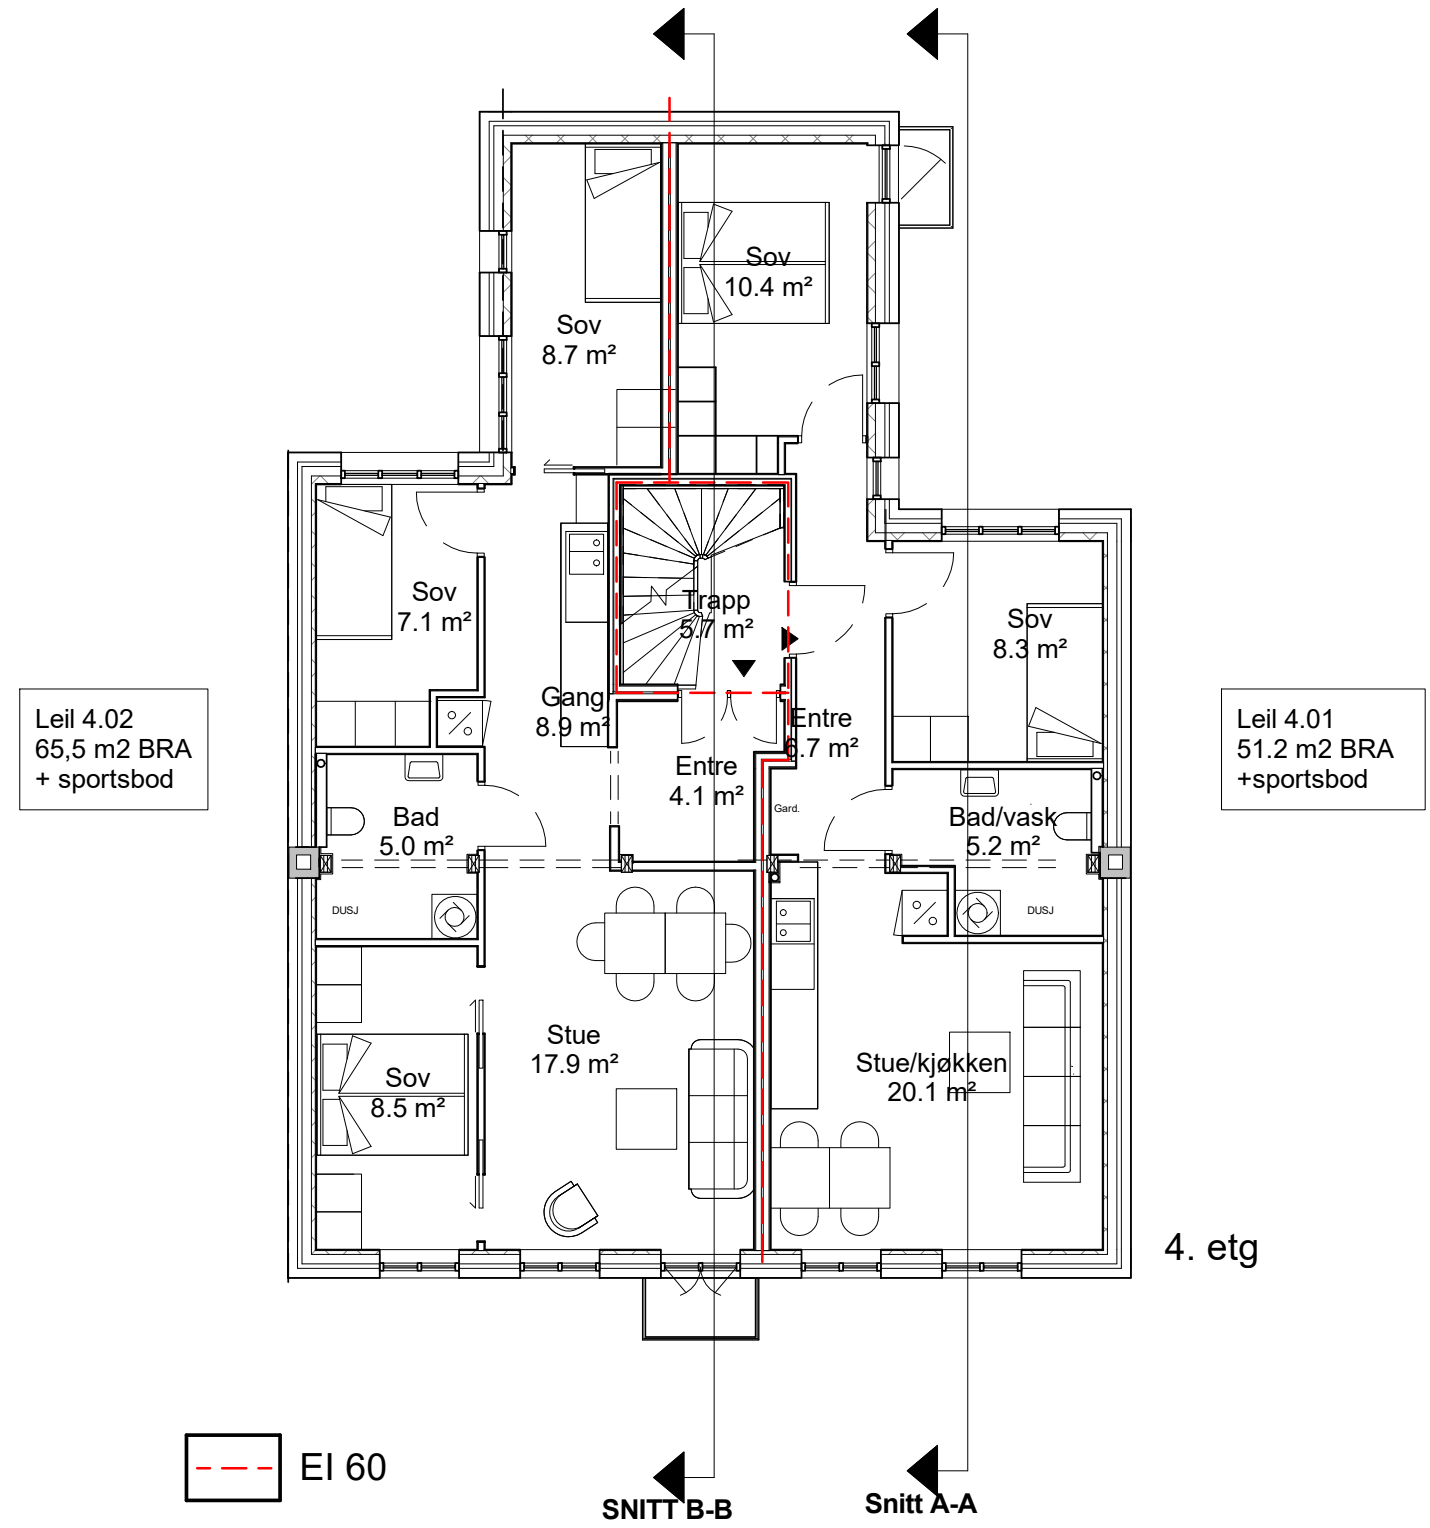 Sov
10.4 m²
Sov
8.7 m²
Sov
7.1 m²
Trapp
5.7 m²
Sov
8.3 m²
Gang
8.9 m²
Leil 4.02
65,5 m2 BRA
+ sportsbod
Entre
6.7 m²
Leil 4.01
51.2 m2 BRA
+sportsbod
Entre
4.1 m²
Gard.
Bad
5.0 m²
Bad/vask
5.2 m²
DUSJ
DUSJ
Stue
17.9 m²
Stue/kjøkken
20.1 m²
Sov
8.5 m²
4. etg
EI 60
SNITT B-B
Snitt A-A